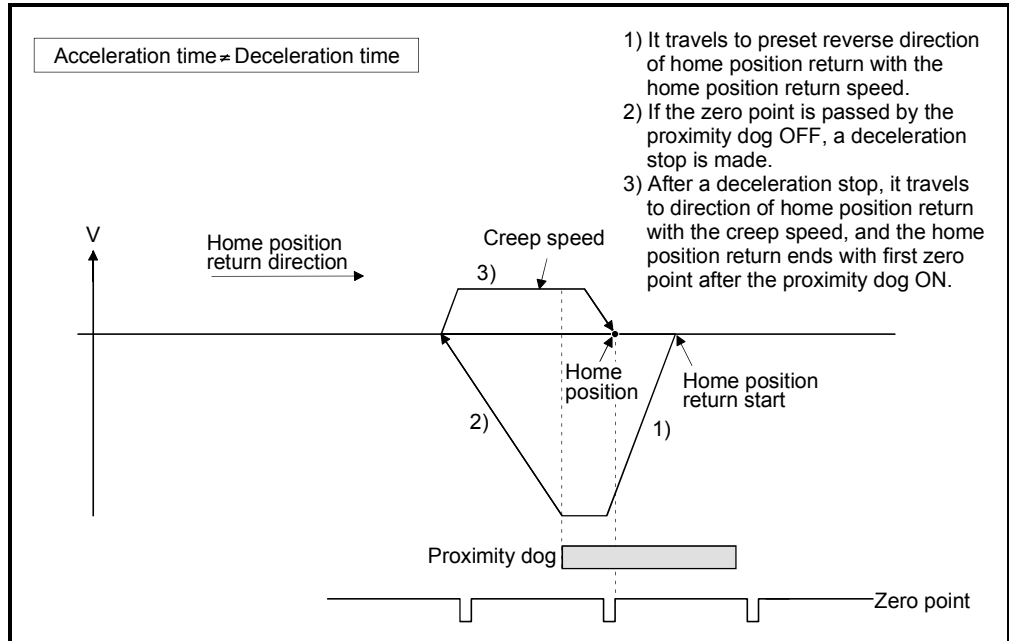 Acceleration time ≠ Deceleration time
1) It travels to preset reverse direction
of home position return with the
home position return speed.
2) If the zero point is passed by the
proximity dog OFF, a deceleration
stop is made.
3) After a deceleration stop, it travels
to direction of home position return
with the creep speed, and the home
position return ends with first zero
point after the proximity dog ON.
V
Home position
return direction
3)
Creep speed
Home
position
Home position
return start
2)
1)
Proximity dog
Zero point